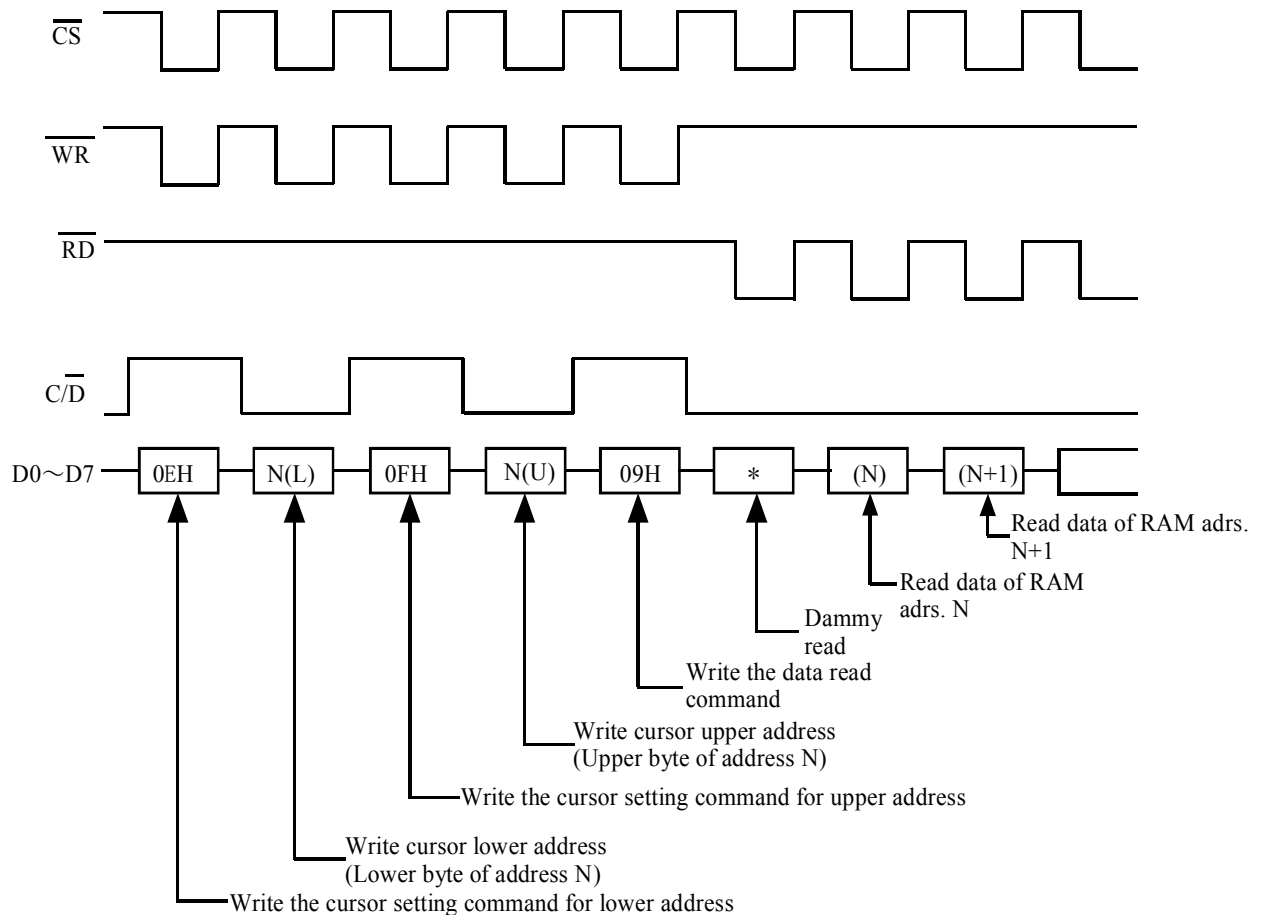 CS
WR
RD
C/D
D0～D7
0EH
N(L)
0FH
N(U)
09H
*
(N)
(N+1)
Read data of RAM adrs.
N+1
Read data of RAM
adrs. N
Dammy
read
Write the data read
command
Write cursor upper address
(Upper byte of address N)
Write the cursor setting command for upper address
Write cursor lower address
(Lower byte of address N)
Write the cursor setting command for lower address